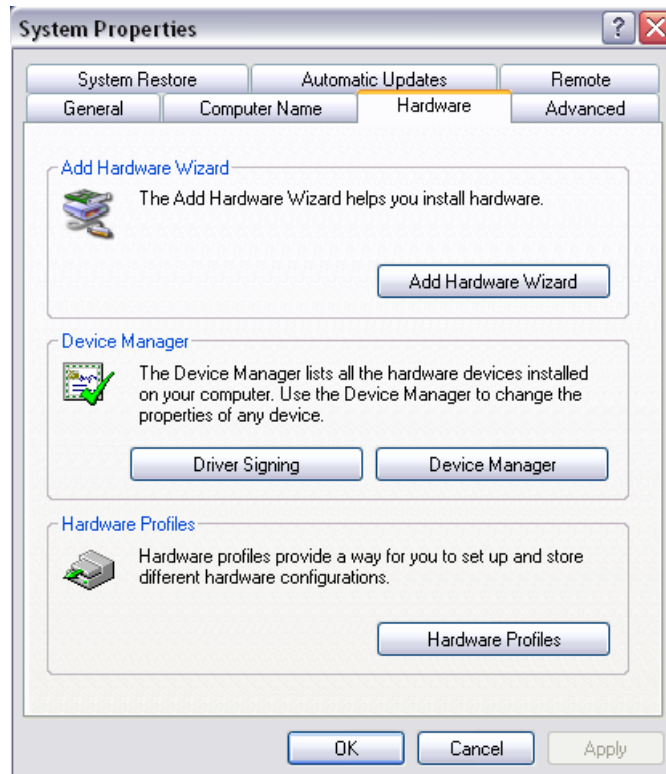 System Properties
System Restore Automatic Updates Remote
General Computer Name Hardware Advanced
Add Hardware Wizard
The Add Hardware Wizard helps you install hardware.
Add Hardware Wizard
Device Manager
The Device Manager lists all the hardware devices installed
on your computer. Use the Device Manager to change the
properties of any device.
Driver Signing Device Manager
Hardware Profiles
Hardware profiles provide a way for you to set up and store
different hardware configurations.
Hardware Profiles
OK Cancel Apply